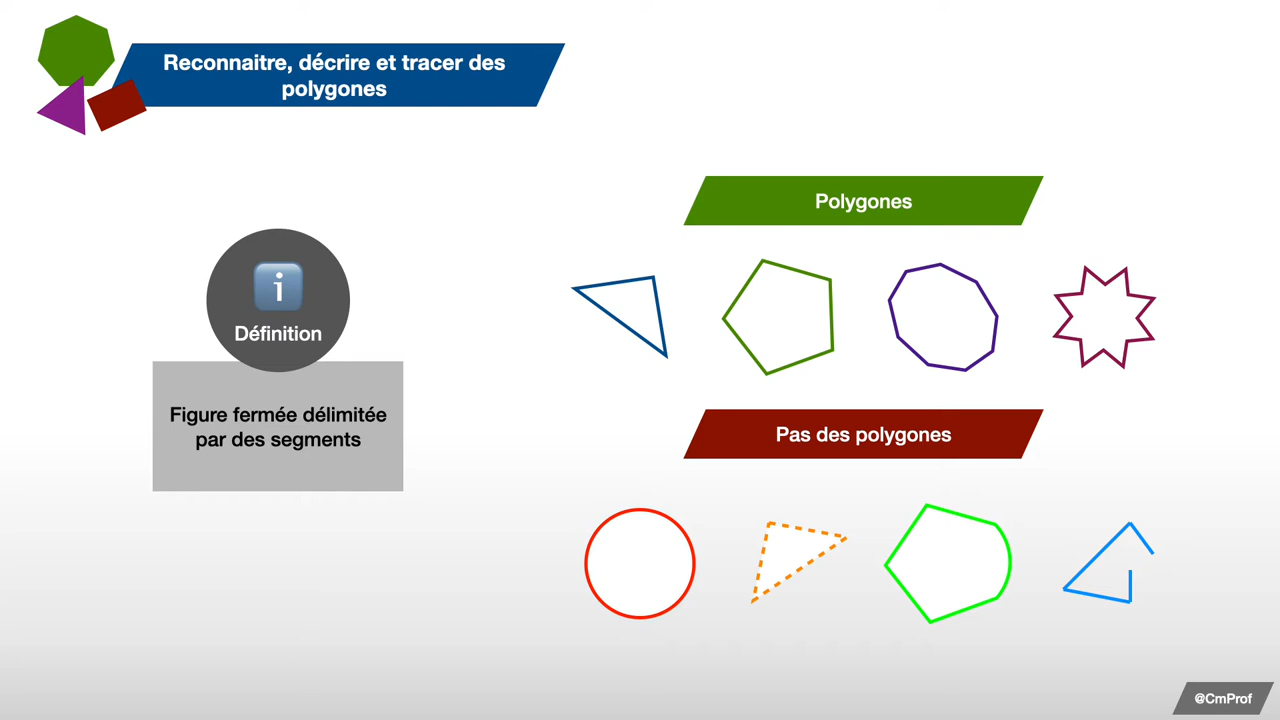 Reconnaitre, décrire et tracer des
polygones
Polygones
Définition
Figure fermée délimitée
par des segments
Pas des polygones
@CmProf